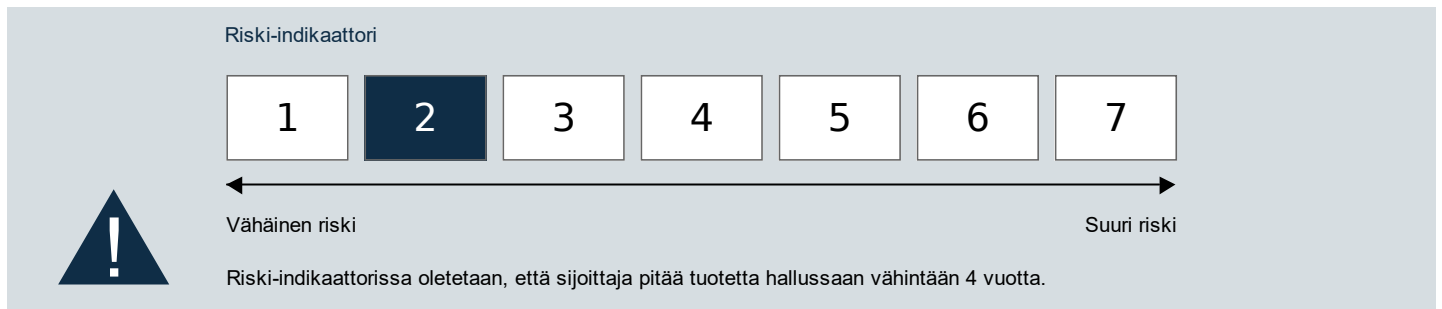 Riski-indikaattori
1 2 3 4 5 6 7
Vähäinen riski Suuri riski
!
Riski-indikaattorissa oletetaan, että sijoittaja pitää tuotetta hallussaan vähintään 4 vuotta.